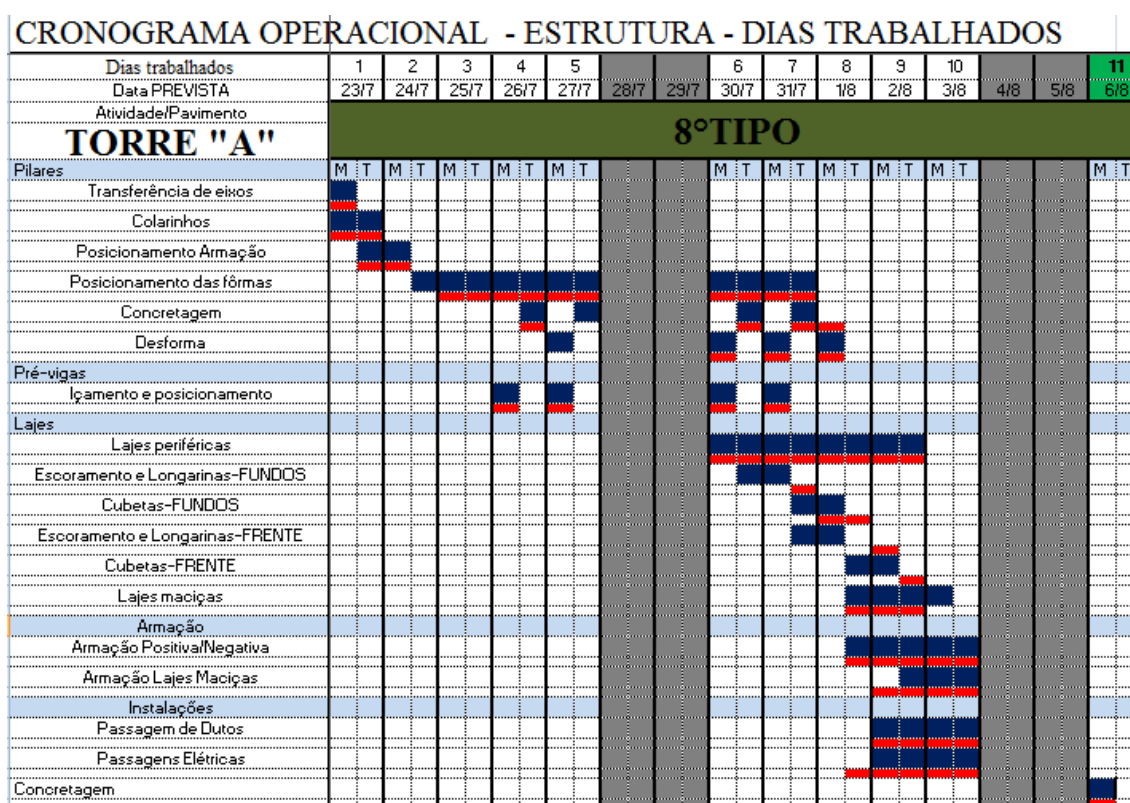 CRONOGRAMA OPERACIONAL - ESTRUTURA - DIAS TRABALHADOS
Dias trabalhados 1 2 3 4 5 6 7 8 9 10 11
Data PREVISTA 23/7 24/7 25/7 26/7 27/7 28/7 29/7 30/7 31/7 1/8 2/8 3/8 4/8 5/8 6/8
Atividade/Pavimento
TORRE "A" 8°TIPO
Pilares M T M T M T M T M T M T M T M T M T M T M T
Transferência de eixos
Colarinhos
Posicionamento Armação
Posicionamento das fôrmas
Concretagem
Desforma
Pré-vigas
Içamento e posicionamento
Lajes
Lajes periféricas
Escoramento e Longarinas-FUNDOS
Cubetas-FUNDOS
Escoramento e Longarinas-FRENTE
Cubetas-FRENTE
Lajes maciças
Armação
Armação Positiva/Negativa
Armação Lajes Maciças
Instalações
Passagem de Dutos
Passagens Elétricas
Concretagem